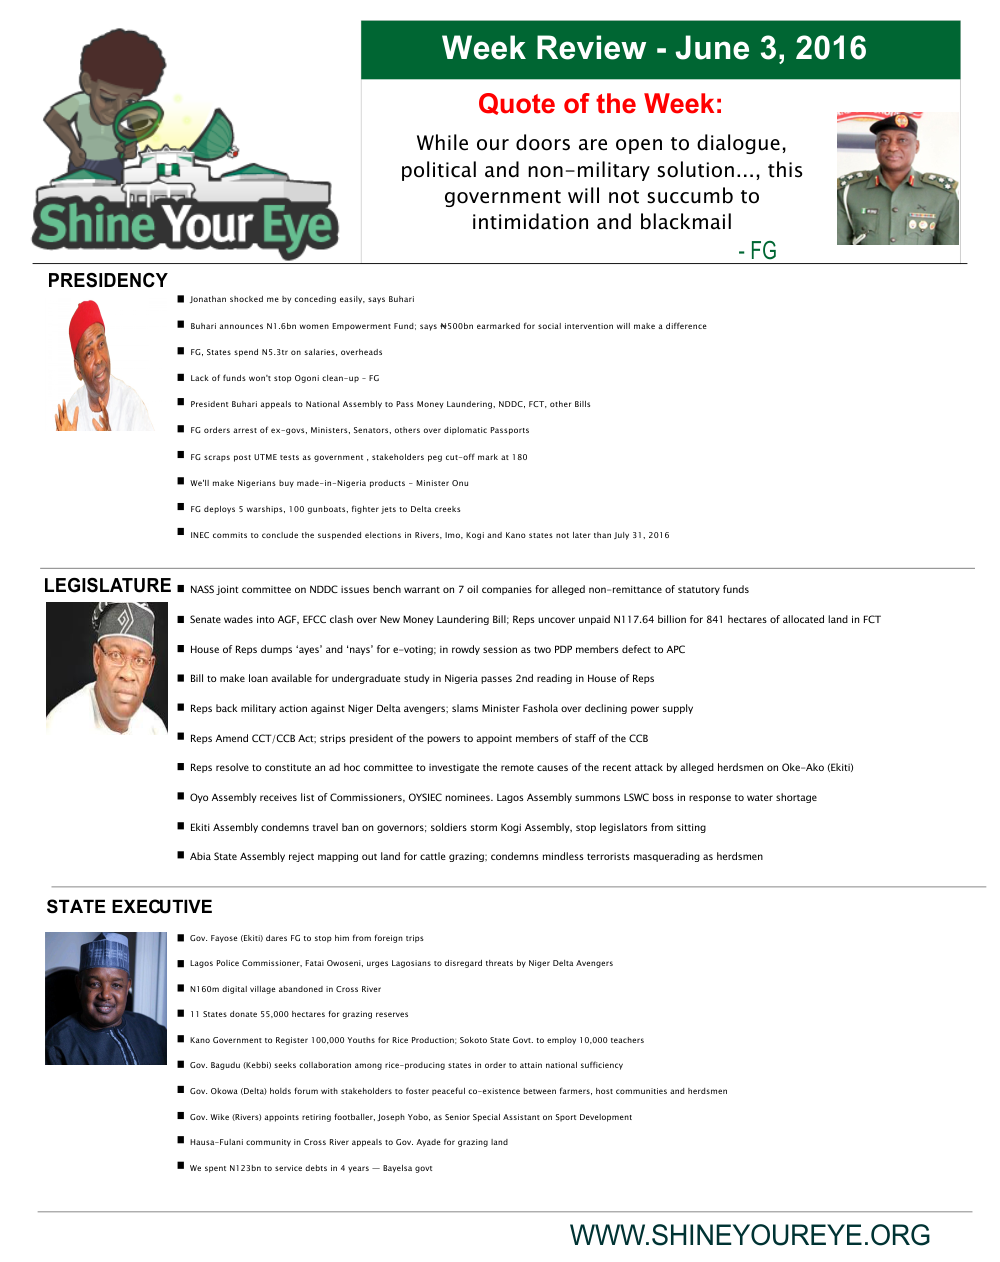 Shine Your Eye
Week Review - June 3, 2016
Quote of the Week:
While our doors are open to dialogue,
political and non-military solution..., this
government will not succumb to
intimidation and blackmail
- FG
PRESIDENCY
■ Jonathan shocked me by conceding easily, says Buhari
■ Buhari announces N1.6bn women Empowerment Fund; says ₦500bn earmarked for social intervention will make a difference
■ FG, States spend N5.3tr on salaries, overheads
■ Lack of funds won't stop Ogoni clean-up - FG
■ President Buhari appeals to National Assembly to Pass Money Laundering, NDDC, FCT, other Bills
■ FG orders arrest of ex-govs, Ministers, Senators, others over diplomatic Passports
■ FG scraps post UTME tests as government , stakeholders peg cut-off mark at 180
■ We'll make Nigerians buy made-in-Nigeria products - Minister Onu
■ FG deploys 5 warships, 100 gunboats, fighter jets to Delta creeks
■ INEC commits to conclude the suspended elections in Rivers, Imo, Kogi and Kano states not later than July 31, 2016
LEGISLATURE
■ NASS joint committee on NDDC issues bench warrant on 7 oil companies for alleged non-remittance of statutory funds
■ Senate wades into AGF, EFCC clash over New Money Laundering Bill; Reps uncover unpaid N117.64 billion for 841 hectares of allocated land in FCT
■ House of Reps dumps ‘ayes’ and ‘nays’ for e-voting; in rowdy session as two PDP members defect to APC
■ Bill to make loan available for undergraduate study in Nigeria passes 2nd reading in House of Reps
■ Reps back military action against Niger Delta avengers; slams Minister Fashola over declining power supply
■ Reps Amend CCT/CCB Act; strips president of the powers to appoint members of staff of the CCB
■ Reps resolve to constitute an ad hoc committee to investigate the remote causes of the recent attack by alleged herdsmen on Oke-Ako (Ekiti)
■ Oyo Assembly receives list of Commissioners, OYSIEC nominees. Lagos Assembly summons LSWC boss in response to water shortage
■ Ekiti Assembly condemns travel ban on governors; soldiers storm Kogi Assembly, stop legislators from sitting
■ Abia State Assembly reject mapping out land for cattle grazing; condemns mindless terrorists masquerading as herdsmen
STATE EXECUTIVE
■ Gov. Fayose (Ekiti) dares FG to stop him from foreign trips
■ Lagos Police Commissioner, Fatai Owoseni, urges Lagosians to disregard threats by Niger Delta Avengers
■ N160m digital village abandoned in Cross River
■ 11 States donate 55,000 hectares for grazing reserves
■ Kano Government to Register 100,000 Youths for Rice Production; Sokoto State Govt. to employ 10,000 teachers
■ Gov. Bagudu (Kebbi) seeks collaboration among rice-producing states in order to attain national sufficiency
■ Gov. Okowa (Delta) holds forum with stakeholders to foster peaceful co-existence between farmers, host communities and herdsmen
■ Gov. Wike (Rivers) appoints retiring footballer, Joseph Yobo, as Senior Special Assistant on Sport Development
■ Hausa-Fulani community in Cross River appeals to Gov. Ayade for grazing land
■ We spent N123bn to service debts in 4 years — Bayelsa govt
WWW.SHINEYOUREYE.ORG